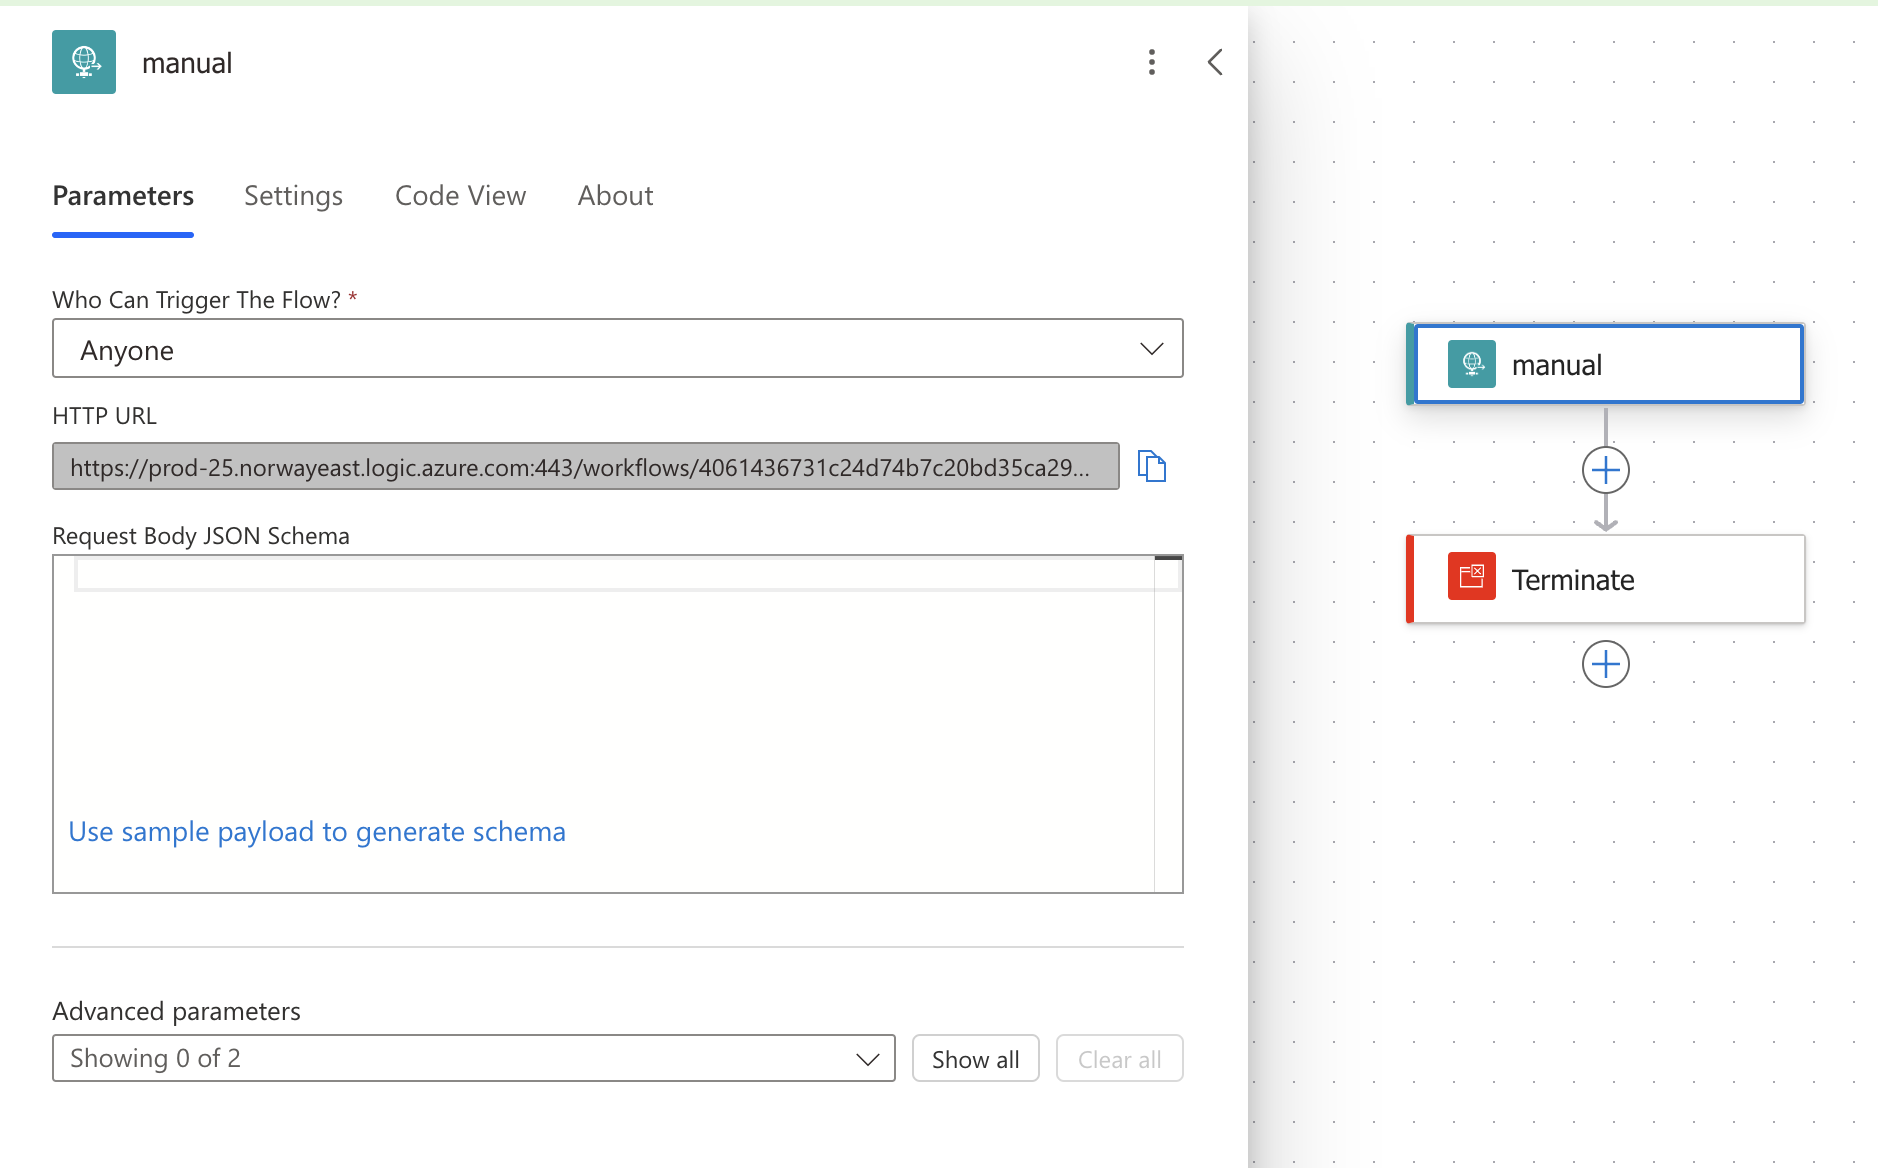 manual
Parameters
Settings
Code View
About
Who Can Trigger The Flow? *
Anyone
HTTP URL
https://prod-25.norwayeast.logic.azure.com:443/workflows/4061436731c24d74b7c20bd35ca29...
Request Body JSON Schema
Use sample payload to generate schema
Advanced parameters
Showing 0 of 2
Show all
Clear all
manual
Terminate